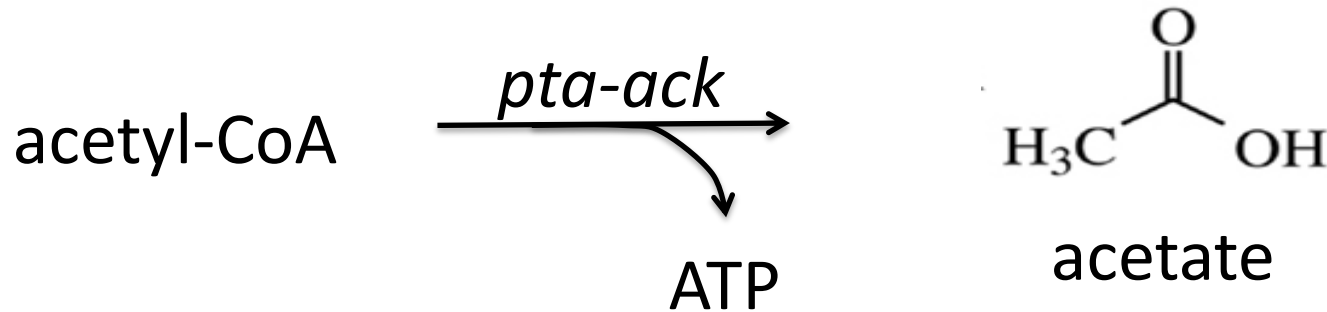 O
pta-ack
acetyl-CoA
H₃C
OH
acetate
ATP